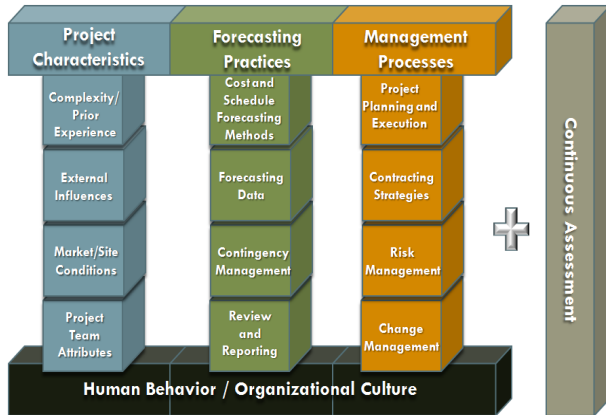 Project
Characteristics
Forecasting
Practices
Management
Processes
Complexity/
Prior
Experience
External
Influences
Market/Site
Conditions
Project
Team
Attributes
Cost and
Schedule
Forecasting
Methods
Forecasting
Data
Contingency
Management
Review
and
Reporting
Project
Planning and
Execution
Contracting
Strategies
Risk
Management
Change
Management
Human Behavior / Organizational Culture
Continuous Assessment